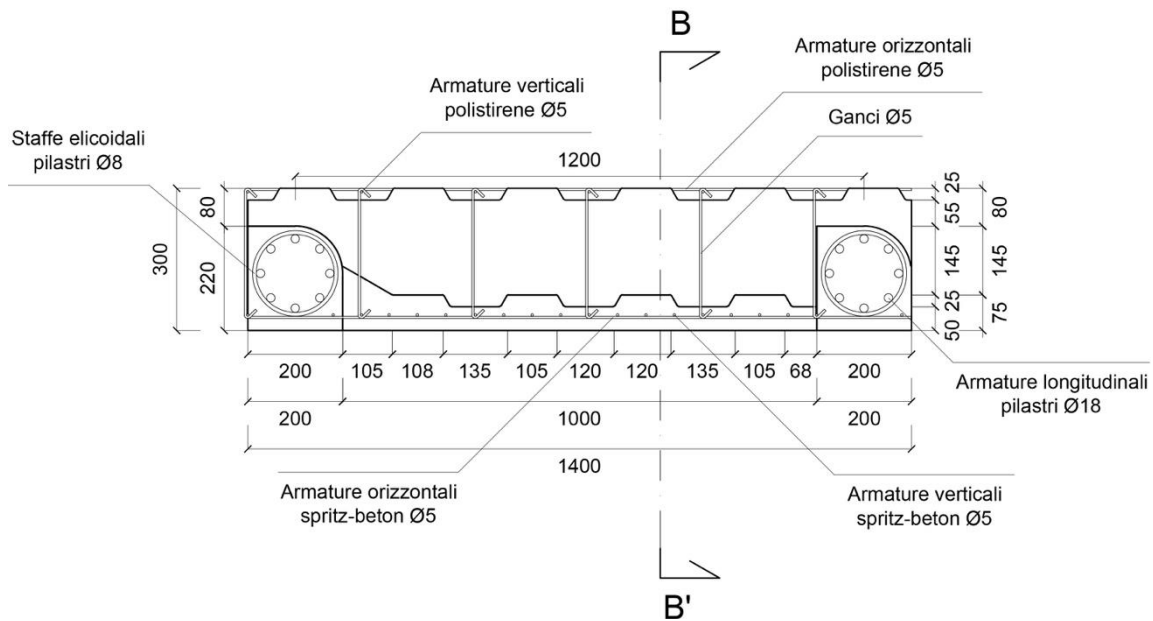 B
Armature orizzontali
polistirene Ø5
Armature verticali
polistirene Ø5
Ganci Ø5
Staffe elicoidali
pilastri Ø8
1200
300
80
220
25
55
145
25
50
80
145
75
200
105
108
135
105
120
120
135
105
68
200
200
1000
200
1400
Armature longitudinali
pilastri Ø18
Armature orizzontali
spritz-beton Ø5
Armature verticali
spritz-beton Ø5
B'